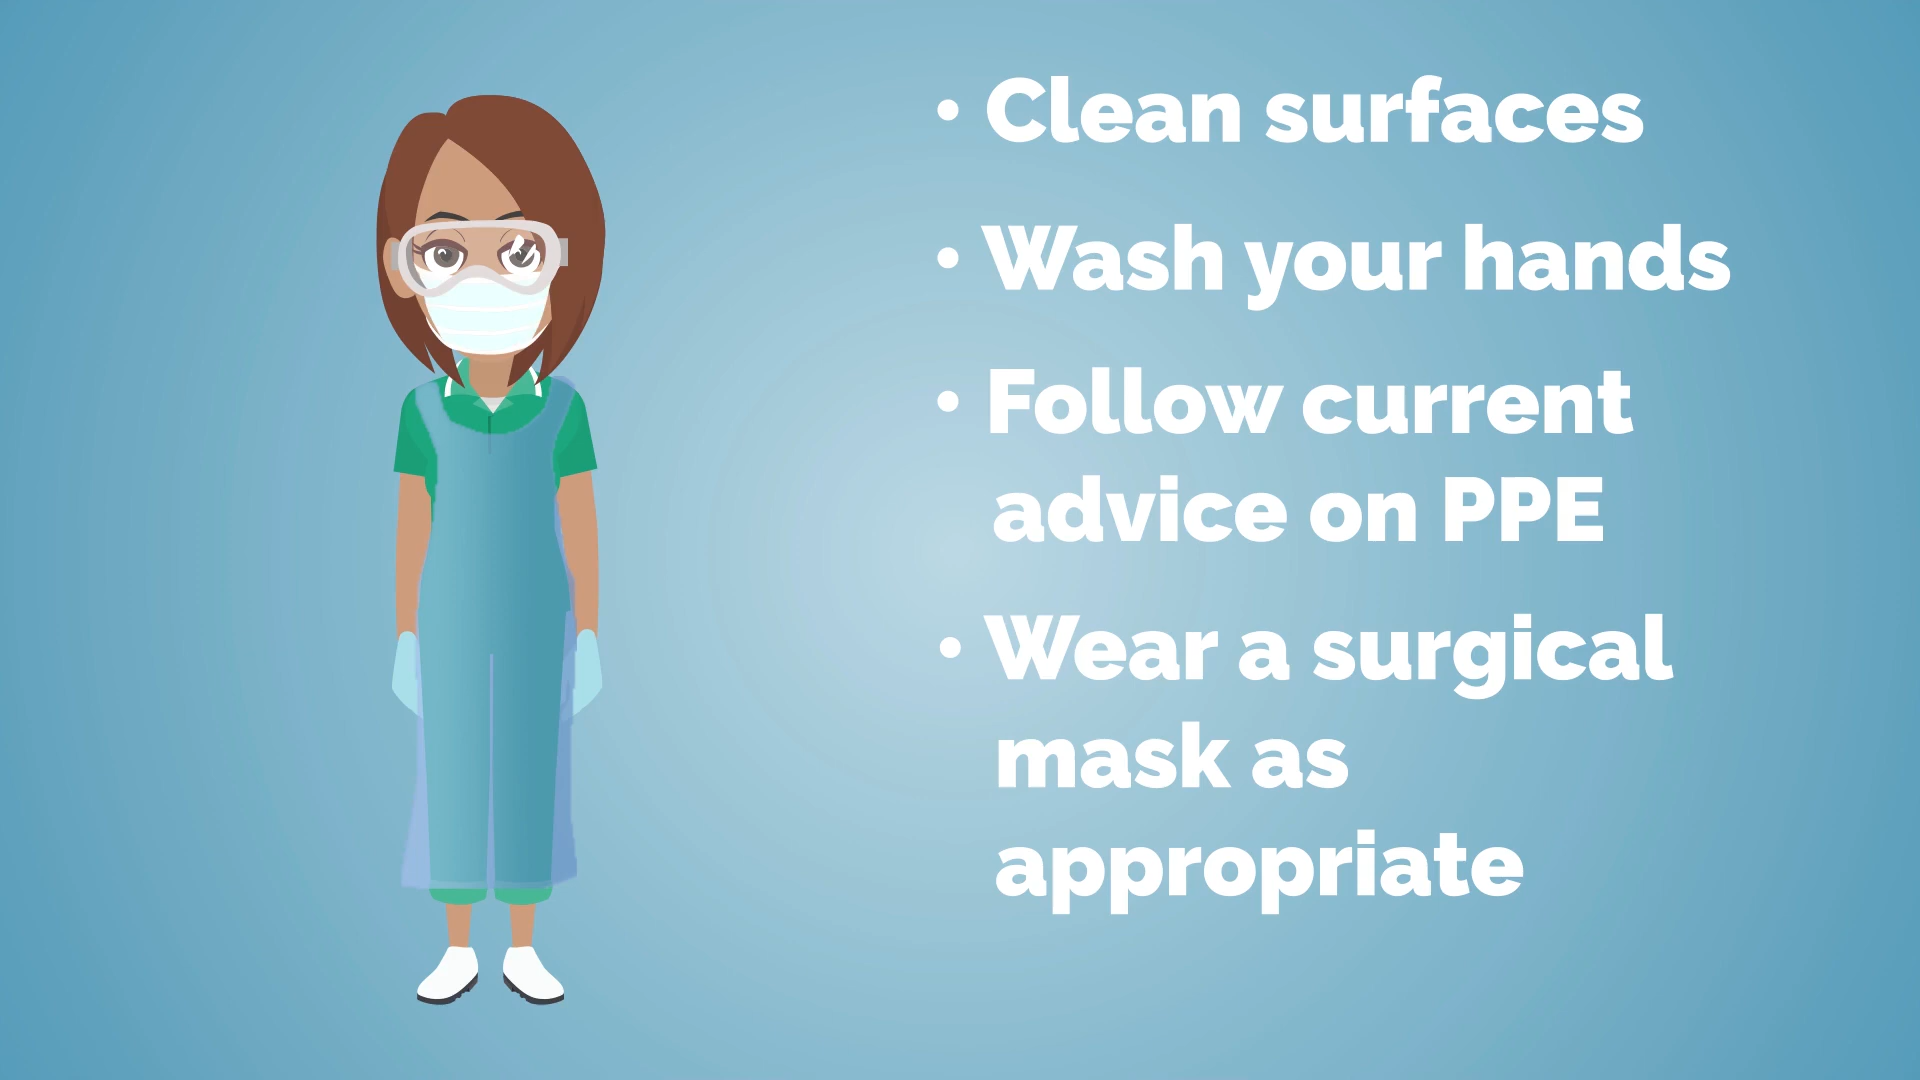 • Clean surfaces
• Wash your hands
• Follow current
advice on PPE
• Wear a surgical
mask as
appropriate